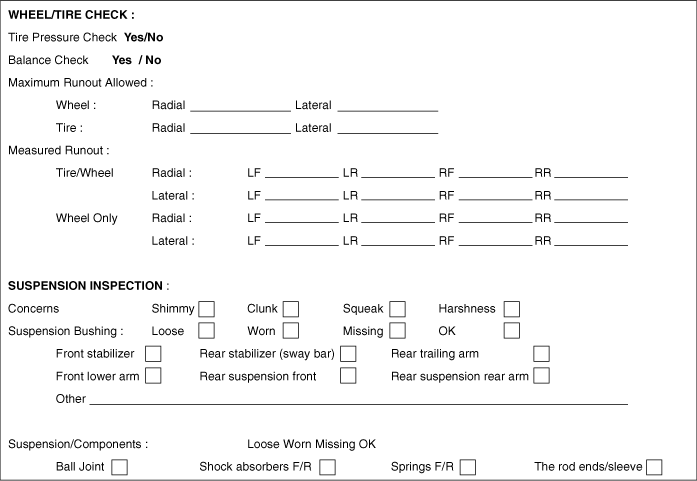 WHEEL/TIRE CHECK :
Tire Pressure Check Yes/No
Balance Check Yes / No
Maximum Runout Allowed :
Wheel : Radial Lateral
Tire : Radial Lateral
Measured Runout :
Tire/Wheel Radial : LF LR RF RR
Lateral : LF LR RF RR
Wheel Only Radial : LF LR RF RR
Lateral : LF LR RF RR
SUSPENSION INSPECTION :
Concerns Shimmy Clunk Squeak Harshness
Suspension Bushing : Loose Worn Missing OK
Front stabilizer Rear stabilizer (sway bar) Rear trailing arm
Front lower arm Rear suspension front Rear suspension rear arm
Other
Suspension/Components : Loose Worn Missing OK
Ball Joint Shock absorbers F/R Springs F/R The rod ends/sleeve